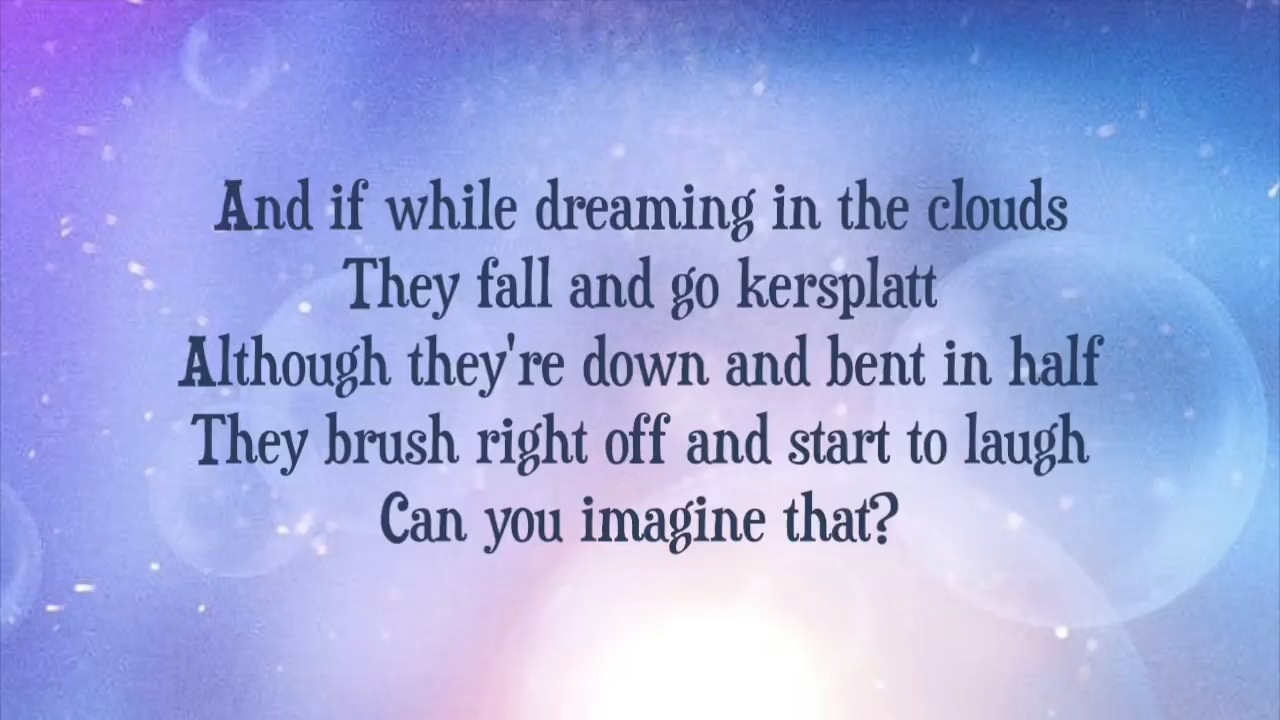 And if while dreaming in the clouds
They fall and go kersplatt
Although they're down and bent in half
They brush right off and start to laugh
Can you imagine that?